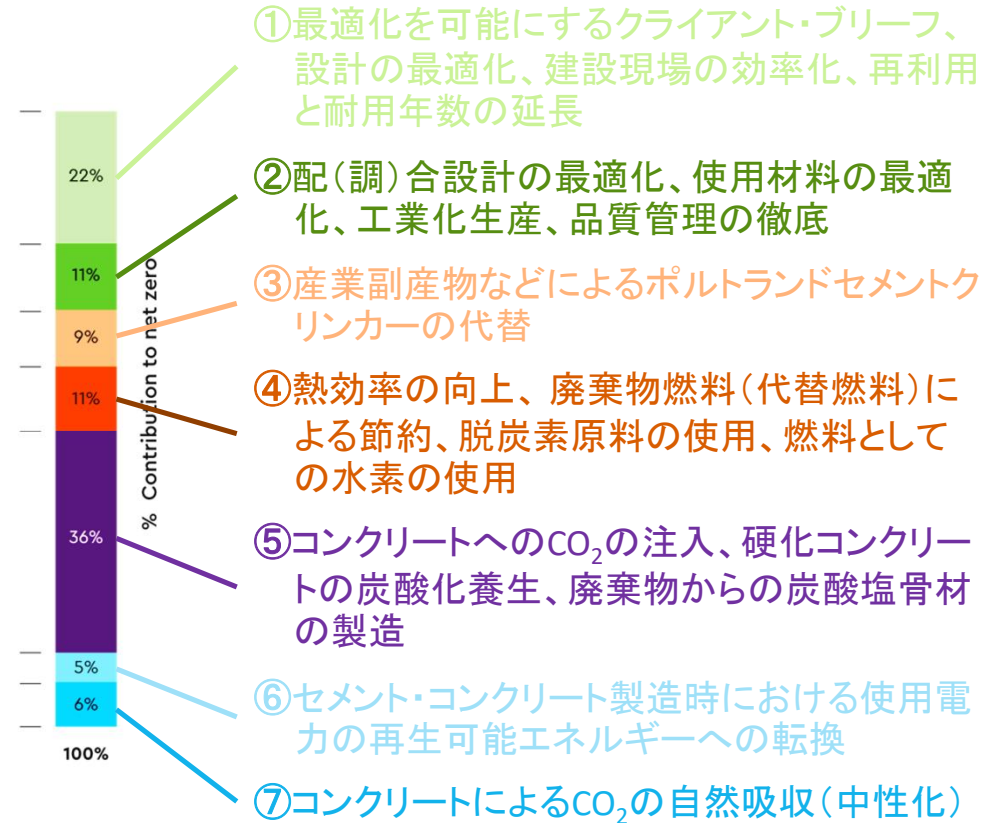 ①最適化を可能にするクライアント・ブリーフ、
設計の最適化、建設現場の効率化、再利用
と耐用年数の延長
22%
②配（調）合設計の最適化、使用材料の最適
化、工業化生産、品質管理の徹底
11%
③産業副産物などによるポルトランドセメントク
リンカーの代替
9%
④熱効率の向上、廃棄物燃料（代替燃料）に
よる節約、脱炭素原料の使用、燃料として
の水素の使用
11%
% Contribution to net zero
⑤コンクリートへのCO₂の注入、硬化コンクリー
トの炭酸化養生、廃棄物からの炭酸塩骨材
の製造
36%
⑥セメント・コンクリート製造時における使用電
力の再生可能エネルギーへの転換
5%
6%
100%
⑦コンクリートによるCO₂の自然吸収（中性化）